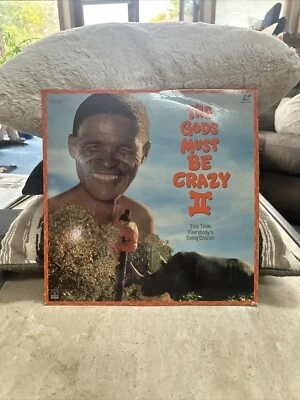 THE
GODS
MUST
BE
CRAZY
II
This Time
Everybody's
Going Crazy!